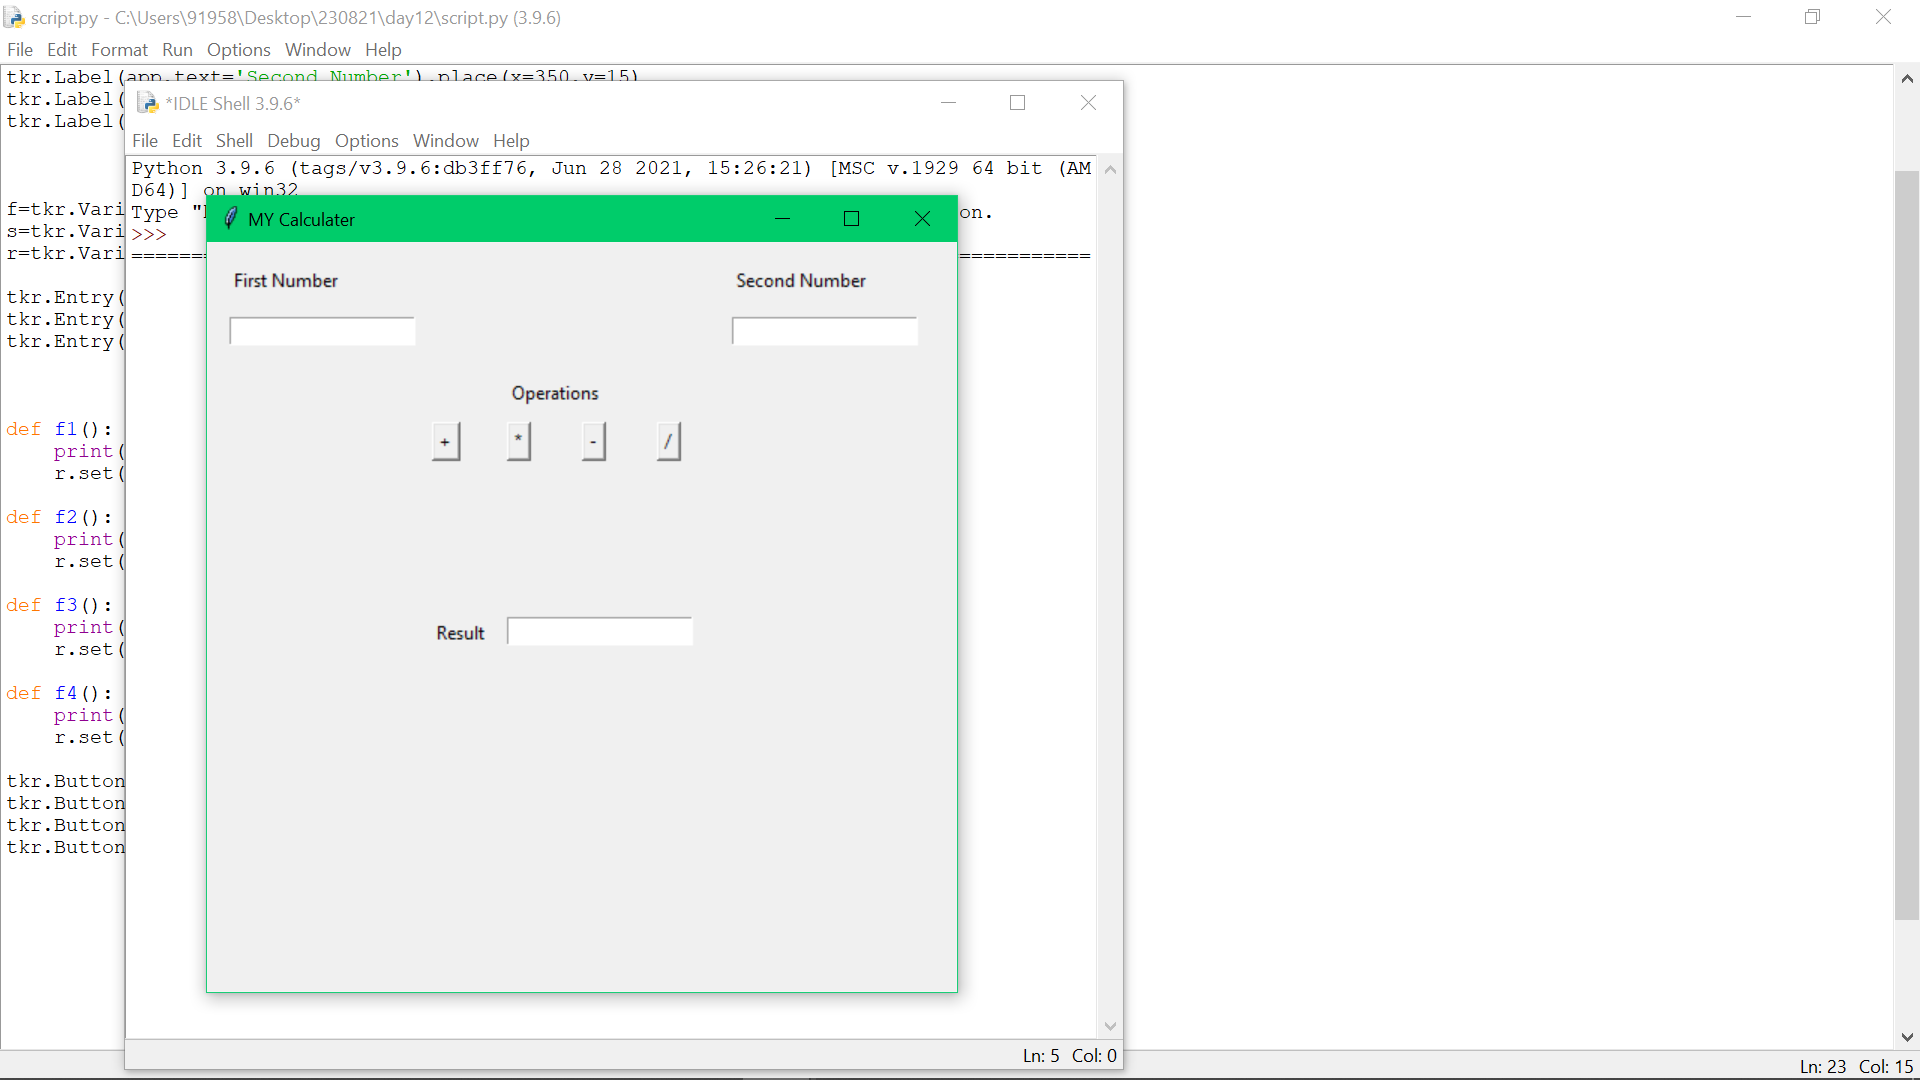 script.py - C:\Users\91958\Desktop\230821\day12\script.py (3.9.6)
File Edit Format Run Options Window Help
tkr.Label(app,text='Second Number').place(x=350,y=15)
tkr.Label(
tkr.Label(
f=tkr.Vari
s=tkr.Vari
r=tkr.Vari
tkr.Entry(
tkr.Entry(
tkr.Entry(
def f1():
print(
r.set(
def f2():
print(
r.set(
def f3():
print(
r.set(
def f4():
print(
r.set(
tkr.Button
tkr.Button
tkr.Button
tkr.Button
*IDLE Shell 3.9.6*
File Edit Shell Debug Options Window Help
Python 3.9.6 (tags/v3.9.6:db3ff76, Jun 28 2021, 15:26:21) [MSC v.1929 64 bit (AM
D64)] on win32
Type " on.
>>>
MY Calculater
First Number Second Number
Operations
+ * - /
Result
Ln: 5 Col: 0
Ln: 23 Col: 15